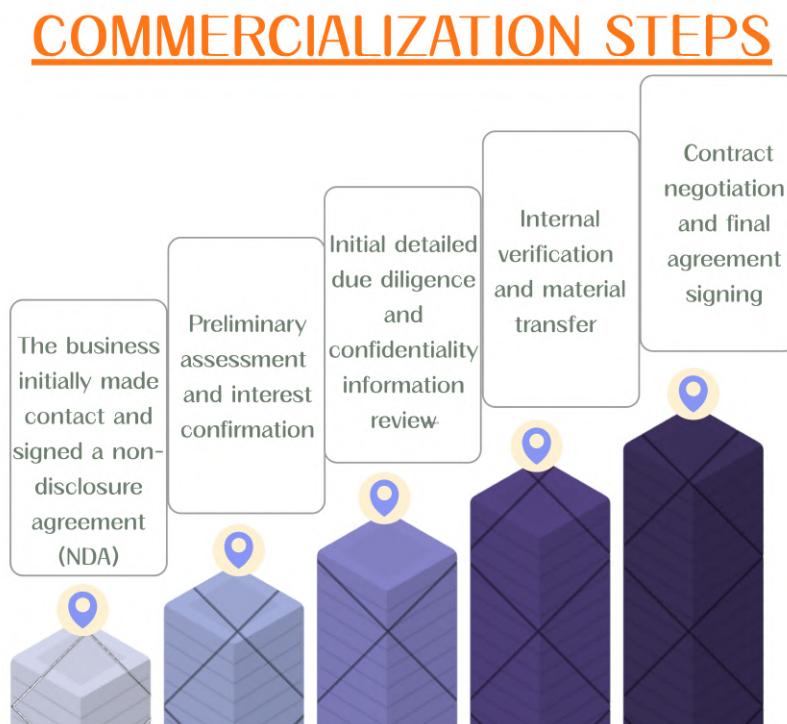 COMMERCIALIZATION STEPS
The business
initially made
contact and
signed a non-
disclosure
agreement
(NDA)
Preliminary
assessment
and interest
confirmation
Initial detailed
due diligence
and
confidentiality
information
review
Internal
verification
and material
transfer
Contract
negotiation
and final
agreement
signing